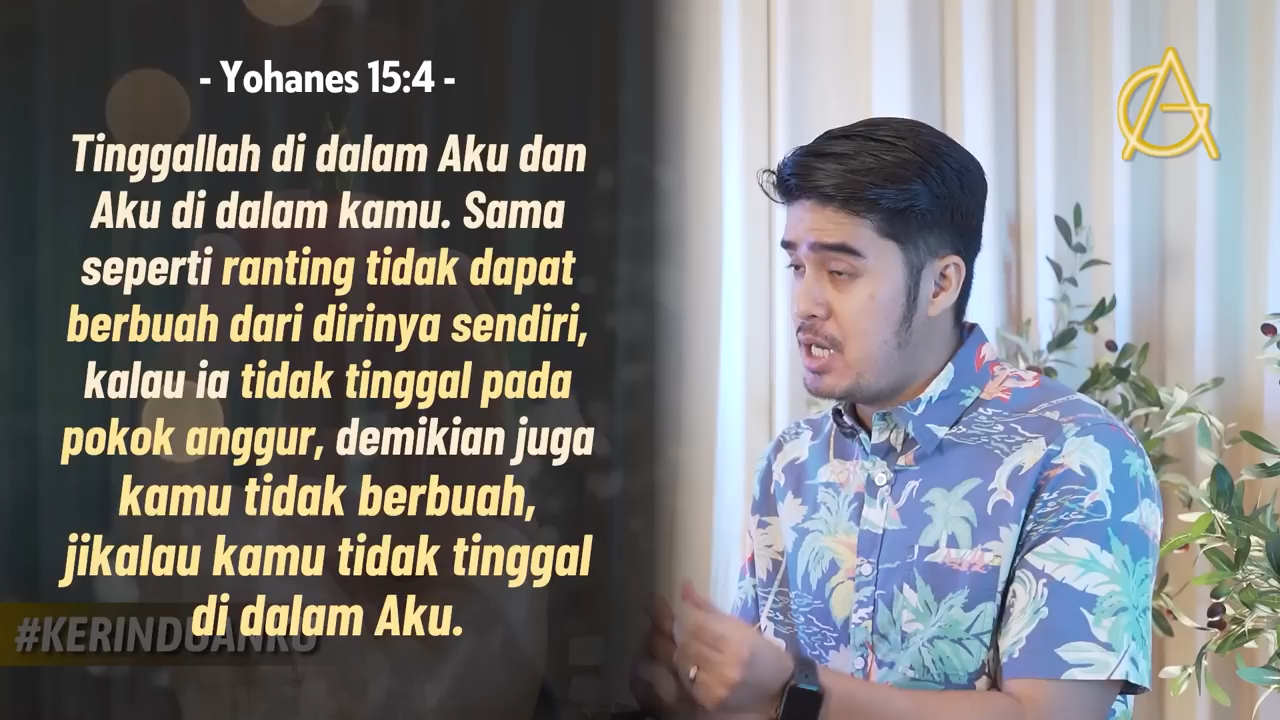 - Yohanes 15:4 -
Tinggallah di dalam Aku dan
Aku di dalam kamu. Sama
seperti ranting tidak dapat
berbuah dari dirinya sendiri,
kalau ia tidak tinggal pada
pokok anggur, demikian juga
kamu tidak berbuah,
jikalau kamu tidak tinggal
di dalam Aku.
#KERINDUANKU